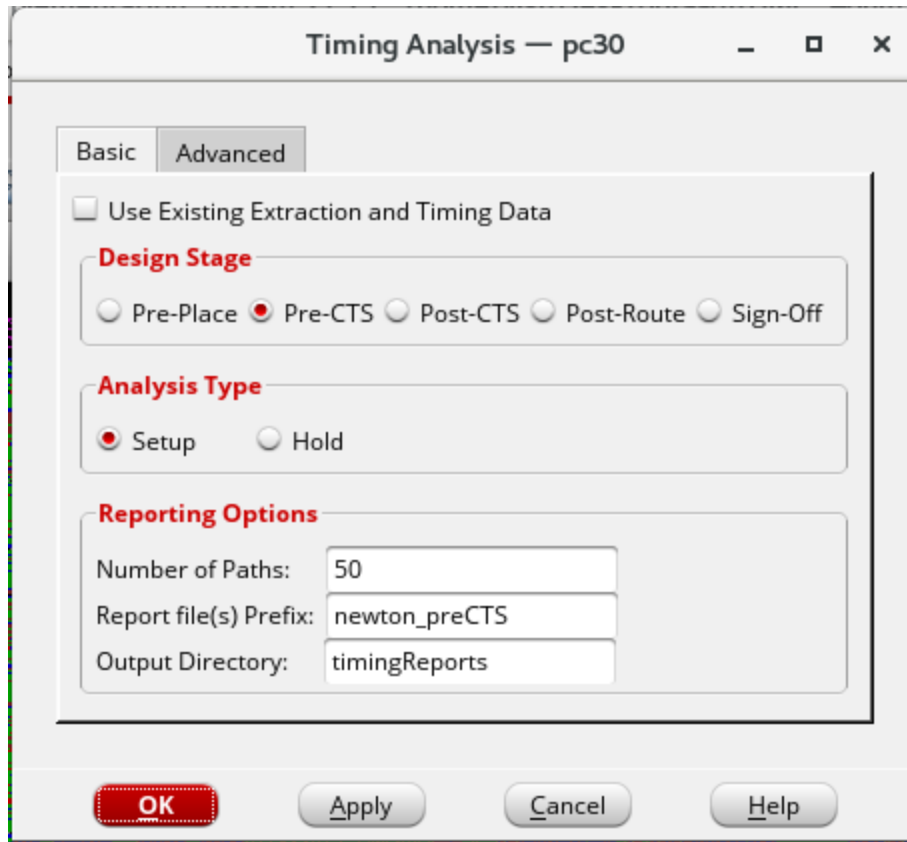 Timing Analysis — pc30
Basic Advanced
Use Existing Extraction and Timing Data
Design Stage
Pre-Place Pre-CTS Post-CTS Post-Route Sign-Off
Analysis Type
Setup Hold
Reporting Options
Number of Paths: 50
Report file(s) Prefix: newton_preCTS
Output Directory: timingReports
OK Apply Cancel Help